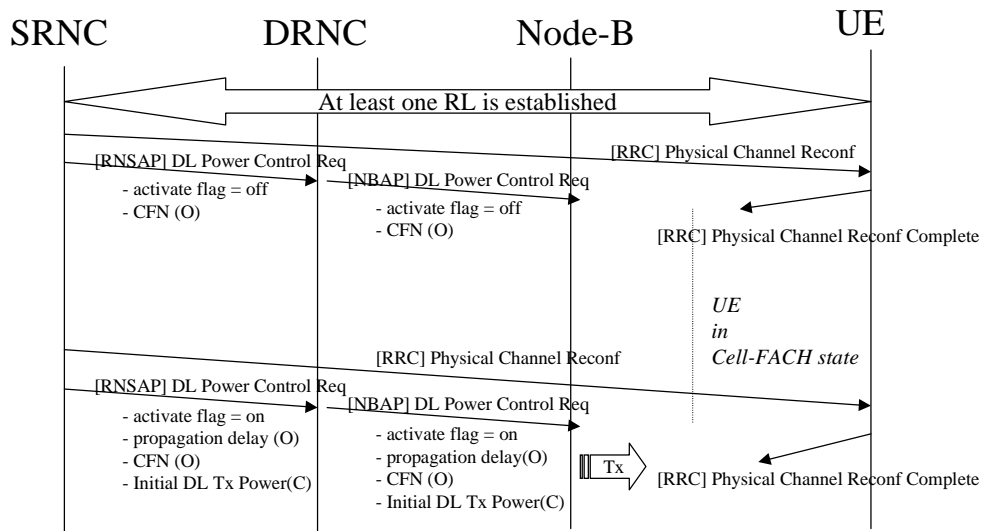 SRNC DRNC Node-B UE
At least one RL is established
[RRC] Physical Channel Reconf
[RNSAP] DL Power Control Req
- activate flag = off
- CFN (O)
[NBAP] DL Power Control Req
- activate flag = off
- CFN (O)
[RRC] Physical Channel Reconf Complete
UE
in
Cell-FACH state
[RRC] Physical Channel Reconf
[RNSAP] DL Power Control Req
- activate flag = on
- propagation delay (O)
- CFN (O)
- Initial DL Tx Power(C)
[NBAP] DL Power Control Req
- activate flag = on
- propagation delay(O)
- CFN (O)
- Initial DL Tx Power(C)
Tx
[RRC] Physical Channel Reconf Complete